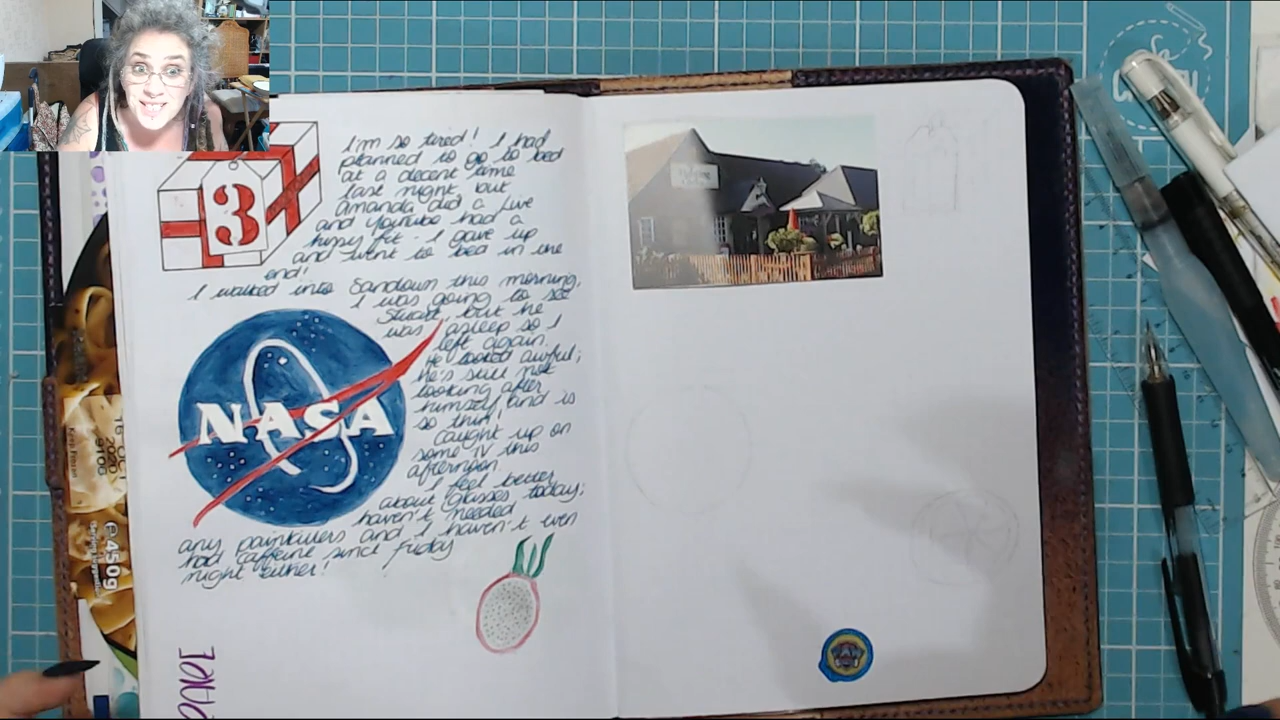 3
I'm so tired! I had
planned to go to bed
at a decent time
last night but
Amanda did a live
and YouTube had a
hissy fit. I gave up
and went to bed in the
end!
I walked into Sandown this morning,
I was going to see
Stuart, but he
was asleep so I
left again.
He looked awful;
he's still not
looking after
himself and is
so thin!
Caught up on
some TV this
afternoon.
I feel better
about glasses today;
haven't needed
any painkillers and I haven't even
had caffeine since Friday
night either!
NASA
2020
910G
℮450g